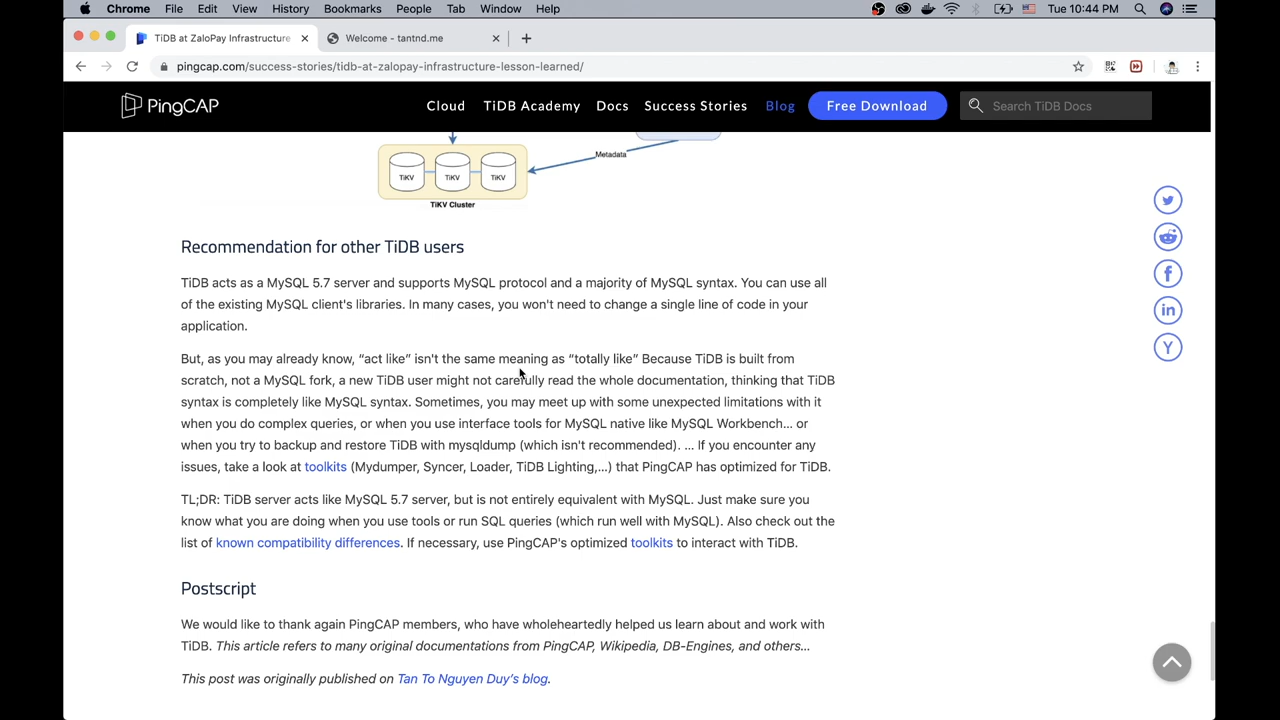 Chrome File Edit View History Bookmarks People Tab Window Help Tue 10:44 PM
TiDB at ZaloPay Infrastructure Welcome - tantnd.me
pingcap.com/success-stories/tidb-at-zalopay-infrastructure-lesson-learned/
PingCAP Cloud TiDB Academy Docs Success Stories Blog Free Download Search TiDB Docs
Metadata
TiKV TiKV TiKV
TiKV Cluster
Recommendation for other TiDB users
TiDB acts as a MySQL 5.7 server and supports MySQL protocol and a majority of MySQL syntax. You can use all
of the existing MySQL client's libraries. In many cases, you won't need to change a single line of code in your
application.
But, as you may already know, “act like” isn't the same meaning as “totally like” Because TiDB is built from
scratch, not a MySQL fork, a new TiDB user might not carefully read the whole documentation, thinking that TiDB
syntax is completely like MySQL syntax. Sometimes, you may meet up with some unexpected limitations with it
when you do complex queries, or when you use interface tools for MySQL native like MySQL Workbench... or
when you try to backup and restore TiDB with mysqldump (which isn't recommended). ... If you encounter any
issues, take a look at toolkits (Mydumper, Syncer, Loader, TiDB Lighting,...) that PingCAP has optimized for TiDB.
TL;DR: TiDB server acts like MySQL 5.7 server, but is not entirely equivalent with MySQL. Just make sure you
know what you are doing when you use tools or run SQL queries (which run well with MySQL). Also check out the
list of known compatibility differences. If necessary, use PingCAP's optimized toolkits to interact with TiDB.
Postscript
We would like to thank again PingCAP members, who have wholeheartedly helped us learn about and work with
TiDB. This article refers to many original documentations from PingCAP, Wikipedia, DB-Engines, and others...
This post was originally published on Tan To Nguyen Duy’s blog.